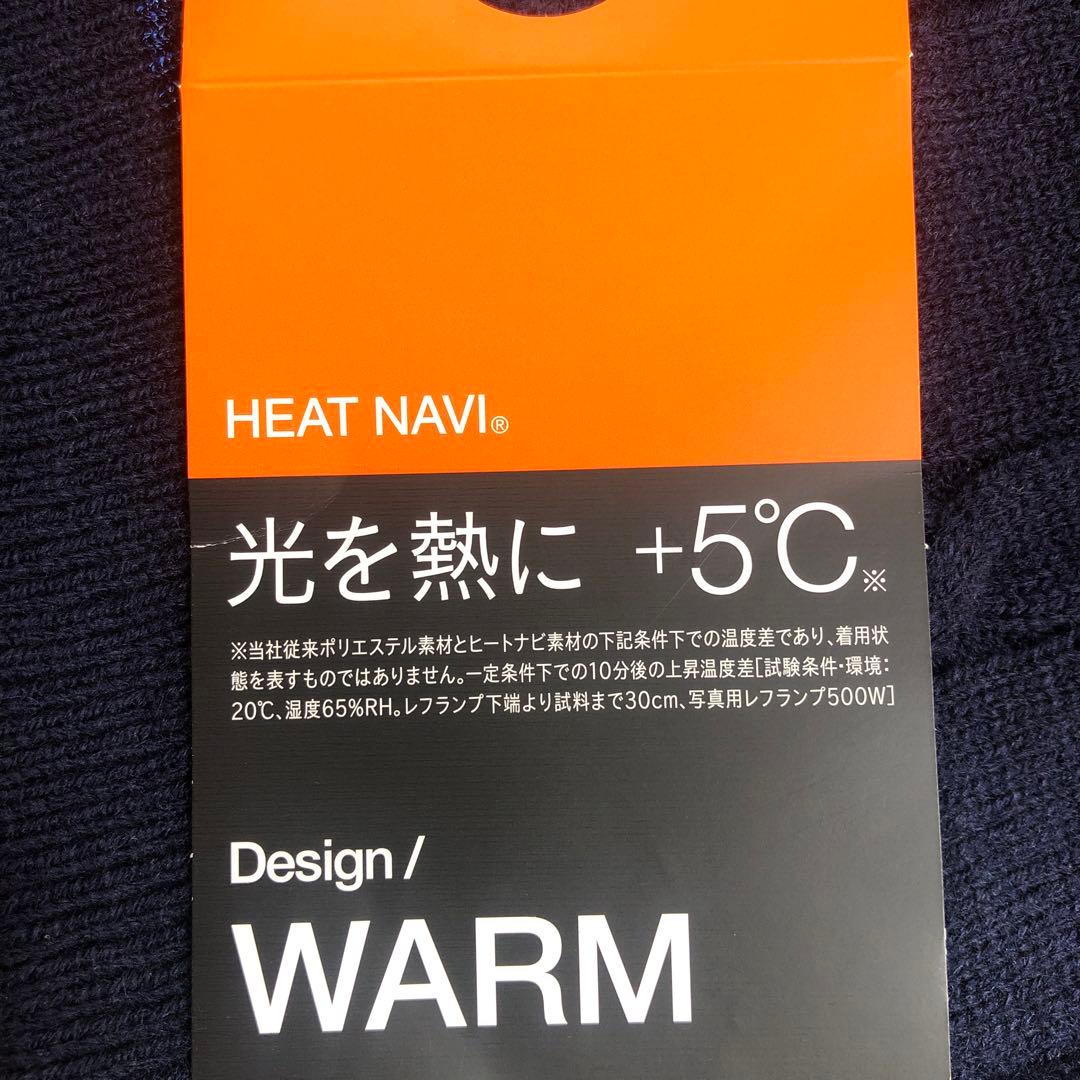 HEAT NAVI®
光を熱に +5℃※
※当社従来ポリエステル素材とヒートナビ素材の下記条件下での温度差であり、着用状
態を表すものではありません。一定条件下での10分後の上昇温度差[試験条件・環境：
20℃、湿度65%RH。レフランプ下端より試料まで30cm、写真用レフランプ500W]
Design /
WARM